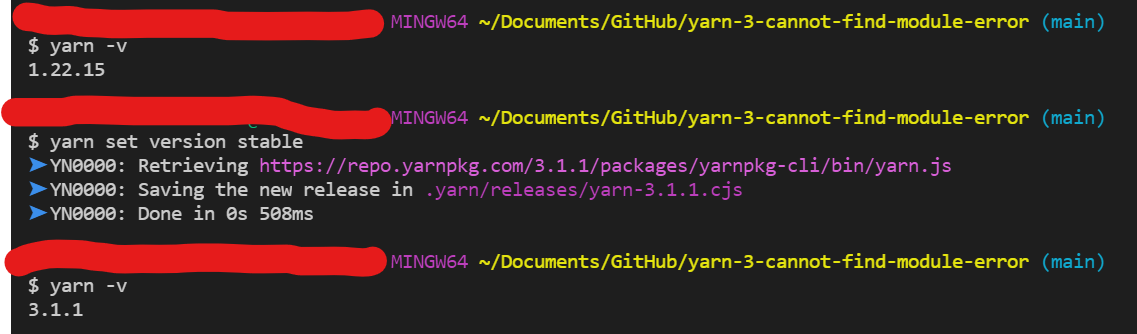 MINGW64 ~/Documents/GitHub/yarn-3-cannot-find-module-error (main)
$ yarn -v
1.22.15
MINGW64 ~/Documents/GitHub/yarn-3-cannot-find-module-error (main)
$ yarn set version stable
➤YN0000: Retrieving https://repo.yarnpkg.com/3.1.1/packages/yarnpkg-cli/bin/yarn.js
➤YN0000: Saving the new release in .yarn/releases/yarn-3.1.1.cjs
➤YN0000: Done in 0s 508ms
MINGW64 ~/Documents/GitHub/yarn-3-cannot-find-module-error (main)
$ yarn -v
3.1.1